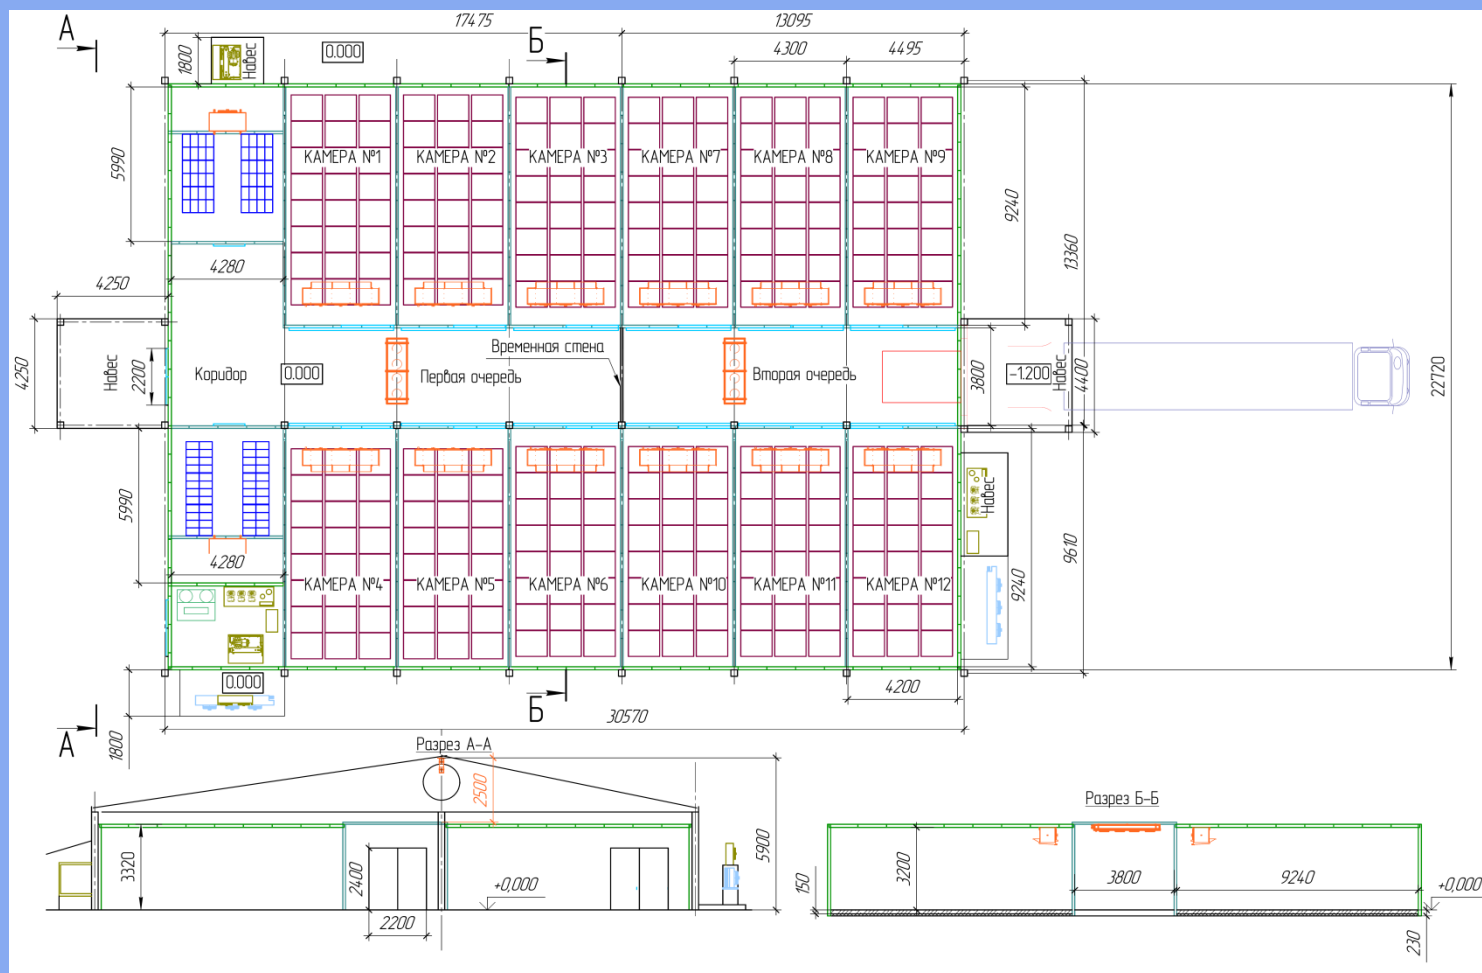 А
17475
13095
Б
0.000
4300
4495
1800
Навес
5990
КАМЕРА №1
КАМЕРА №2
КАМЕРА №3
КАМЕРА №7
КАМЕРА №8
КАМЕРА №9
9240
13360
4280
4250
4250
Навес
2200
Коридор
0.000
Первая очередь
Временная стена
Вторая очередь
3800
-1.200
Навес
4400
22720
5990
4280
КАМЕРА №4
КАМЕРА №5
КАМЕРА №6
КАМЕРА №10
КАМЕРА №11
КАМЕРА №12
Навес
9240
9610
0.000
1800
Б
4200
30570
А
Разрез А-А
2500
5900
3320
2400
2200
+0,000
Разрез Б-Б
150
3200
3800
9240
+0,000
230